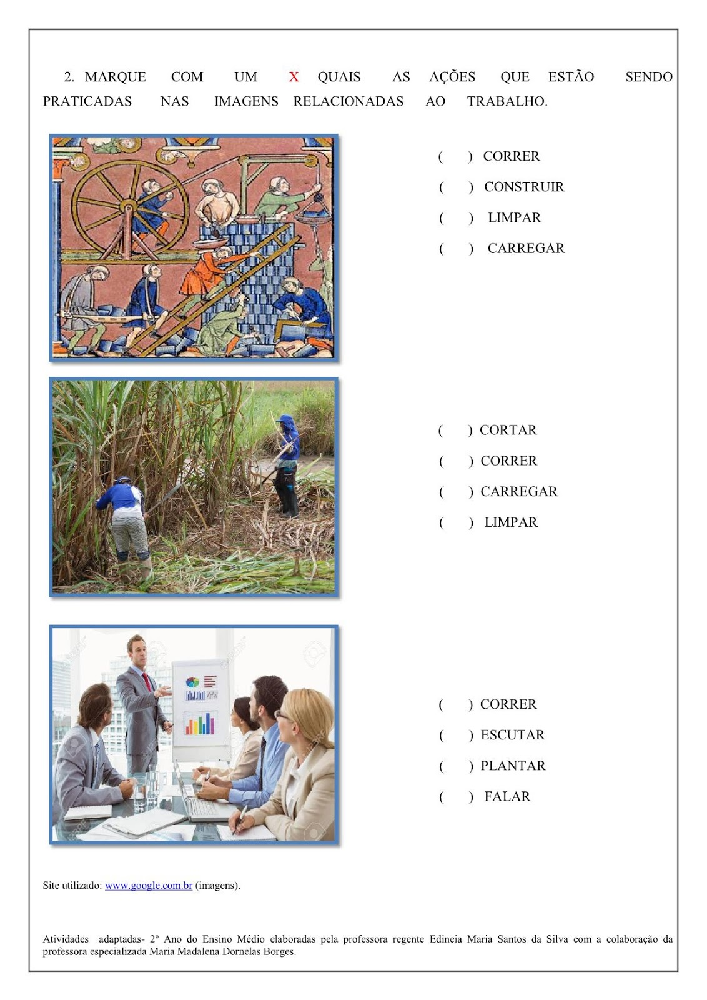 2. MARQUE COM UM X QUAIS AS AÇÕES QUE ESTÃO SENDO
PRATICADAS NAS IMAGENS RELACIONADAS AO TRABALHO.
( ) CORRER
( ) CONSTRUIR
( ) LIMPAR
( ) CARREGAR
( ) CORTAR
( ) CORRER
( ) CARREGAR
( ) LIMPAR
( ) CORRER
( ) ESCUTAR
( ) PLANTAR
( ) FALAR
Site utilizado: www.google.com.br (imagens).
Atividades adaptadas- 2º Ano do Ensino Médio elaboradas pela professora regente Edineia Maria Santos da Silva com a colaboração da
professora especializada Maria Madalena Dornelas Borges.